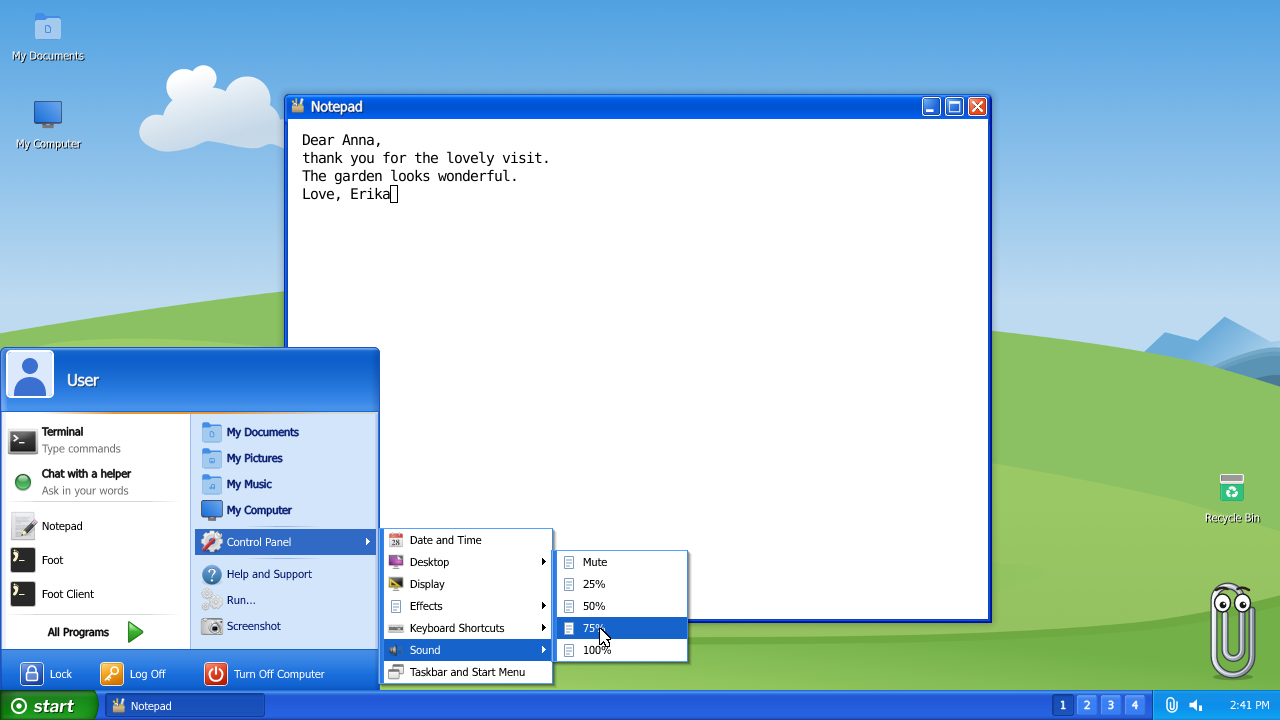 My Documents
My Computer
Notepad
Dear Anna,
thank you for the lovely visit.
The garden looks wonderful.
Love, Erika
User
Terminal
Type commands
Chat with a helper
Ask in your words
Notepad
Foot
Foot Client
All Programs
My Documents
My Pictures
My Music
My Computer
Control Panel
Help and Support
Run...
Screenshot
Lock
Log Off
Turn Off Computer
Date and Time
Desktop
Display
Effects
Keyboard Shortcuts
Sound
Taskbar and Start Menu
Mute
25%
50%
75%
100%
Recycle Bin
start
Notepad
1 2 3 4
2:41 PM